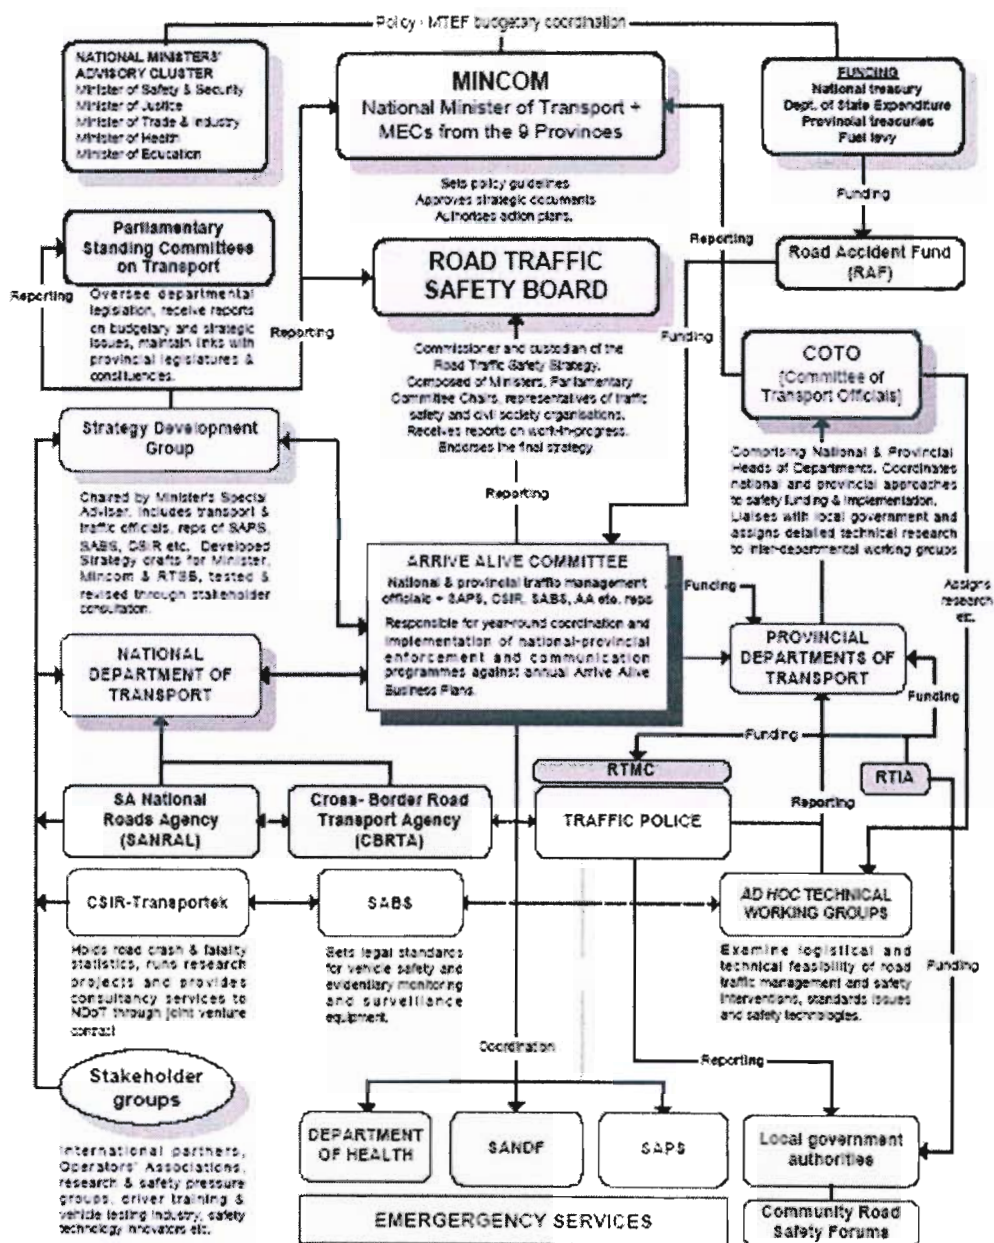 Policy - MTEF budgetary coordination
NATIONAL MINISTERS'
ADVISORY CLUSTER
Minister of Safety & Security
Minister of Justice
Minister of Trade & Industry
Minister of Health
Minister of Education
MINCOM
National Minister of Transport +
MECs from the 9 Provinces
FUNDING
National treasury
Dept. of State Expenditure
Provincial treasuries
Fuel levy
Sets policy guidelines
Approves strategic documents
Authorises action plans.
Funding
Parliamentary
Standing Committees
on Transport
Reporting
ROAD TRAFFIC
SAFETY BOARD
Reporting
Road Accident Fund
(RAF)
Oversee departmental
legislation, receive reports
on budgetary and strategic
issues, maintain links with
provincial legislatures &
constituences.
Reporting
Funding
Commissioner and custodian of the
Road Traffic Safety Strategy.
Composed of Ministers, Parliamentary
Committee Chairs, representatives of traffic
safety and civil society organisations.
Receives reports on work-in-progress.
Endorses the final strategy.
COTO
[Committee of
Transport Officials]
Strategy Development
Group
Reporting
Comprising National & Provincial
Heads of Departments. Coordinates
national and provincial approaches
to safety funding & implementation.
Liaises with local government and
assigns detailed technical research
to inter-departmental working groups
Chaired by Minister's Special
Adviser. Includes transport &
traffic officials, reps of SAPS,
SABS, CSIR etc. Developed
Strategy drafts for Minister,
Mincom & RTSB, tested &
revised through stakeholder
consultation.
ARRIVE ALIVE COMMITTEE
National & provincial traffic management
officials + SAPS, CSIR, SABS, AA etc. reps
Responsible for year-round coordination and
implementation of national-provincial
enforcement and communication
programmes against annual Arrive Alive
Business Plans.
Funding
Assigns
research
etc.
NATIONAL
DEPARTMENT OF
TRANSPORT
PROVINCIAL
DEPARTMENTS OF
TRANSPORT
Funding
Funding
RTMC
RTIA
SA National
Roads Agency
(SANRAL)
Cross- Border Road
Transport Agency
(CBRTA)
TRAFFIC POLICE
Reporting
CSIR-Transportek
SABS
AD HOC TECHNICAL
WORKING GROUPS
Holds road crash & fatality
statistics, runs research
projects and provides
consultancy services to
NDoT through joint venture
contract
Sets legal standards
for vehicle safety and
evidentiary monitoring
and surveillance
equipment.
Examine logistical and
technical feasibility of road
traffic management and safety
interventions, standards issues
and safety technologies.
Funding
Coordination
Reporting
Stakeholder
groups
DEPARTMENT
OF HEALTH
SANDF
SAPS
Local government
authorities
International partners,
Operators' Associations,
research & safety pressure
groups, driver training &
vehicle testing industry, safety
technology innovators etc.
EMERGERGENCY SERVICES
Community Road
Safety Forums